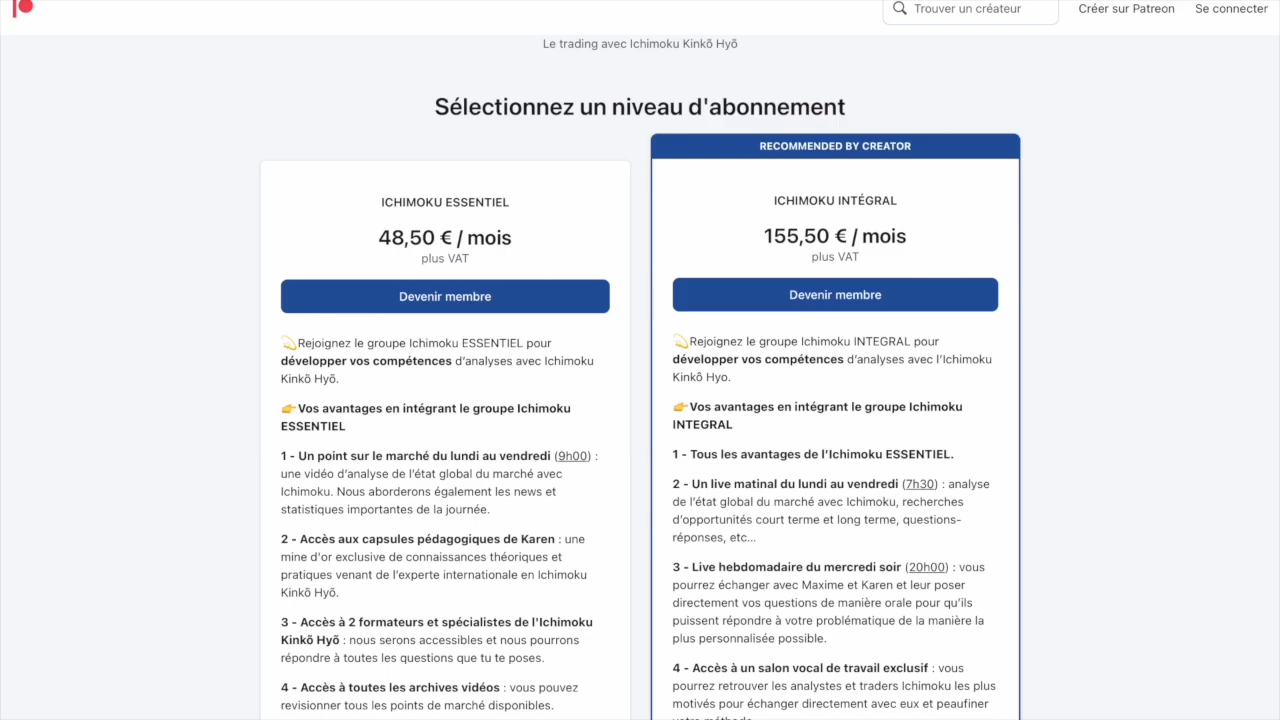 Trouver un créateur
Créer sur Patreon
Se connecter
Le trading avec Ichimoku Kinkō Hyō
Sélectionnez un niveau d'abonnement
ICHIMOKU ESSENTIEL
48,50 € / mois
plus VAT
Devenir membre
💫Rejoignez le groupe Ichimoku ESSENTIEL pour
développer vos compétences d’analyses avec Ichimoku
Kinkō Hyō.
👉Vos avantages en intégrant le groupe Ichimoku
ESSENTIEL
1 - Un point sur le marché du lundi au vendredi (9h00) :
une vidéo d’analyse de l’état global du marché avec
Ichimoku. Nous aborderons également les news et
statistiques importantes de la journée.
2 - Accès aux capsules pédagogiques de Karen : une
mine d'or exclusive de connaissances théoriques et
pratiques venant de l'experte internationale en Ichimoku
Kinkō Hyō.
3 - Accès à 2 formateurs et spécialistes de l'Ichimoku
Kinkō Hyō : nous serons accessibles et nous pourrons
répondre à toutes les questions que tu te poses.
4 - Accès à toutes les archives vidéos : vous pouvez
revisionner tous les points de marché disponibles.
RECOMMENDED BY CREATOR
ICHIMOKU INTÉGRAL
155,50 € / mois
plus VAT
Devenir membre
💫Rejoignez le groupe Ichimoku INTEGRAL pour
développer vos compétences d’analyses avec l’Ichimoku
Kinkō Hyo.
👉Vos avantages en intégrant le groupe Ichimoku
INTEGRAL
1 - Tous les avantages de l’Ichimoku ESSENTIEL.
2 - Un live matinal du lundi au vendredi (7h30) : analyse
de l’état global du marché avec Ichimoku, recherches
d’opportunités court terme et long terme, questions-
réponses, etc...
3 - Live hebdomadaire du mercredi soir (20h00) : vous
pourrez échanger avec Maxime et Karen et leur poser
directement vos questions de manière orale pour qu’ils
puissent répondre à votre problématique de la manière la
plus personnalisée possible.
4 - Accès à un salon vocal de travail exclusif : vous
pourrez retrouver les analystes et traders Ichimoku les plus
motivés pour échanger directement avec eux et peaufiner